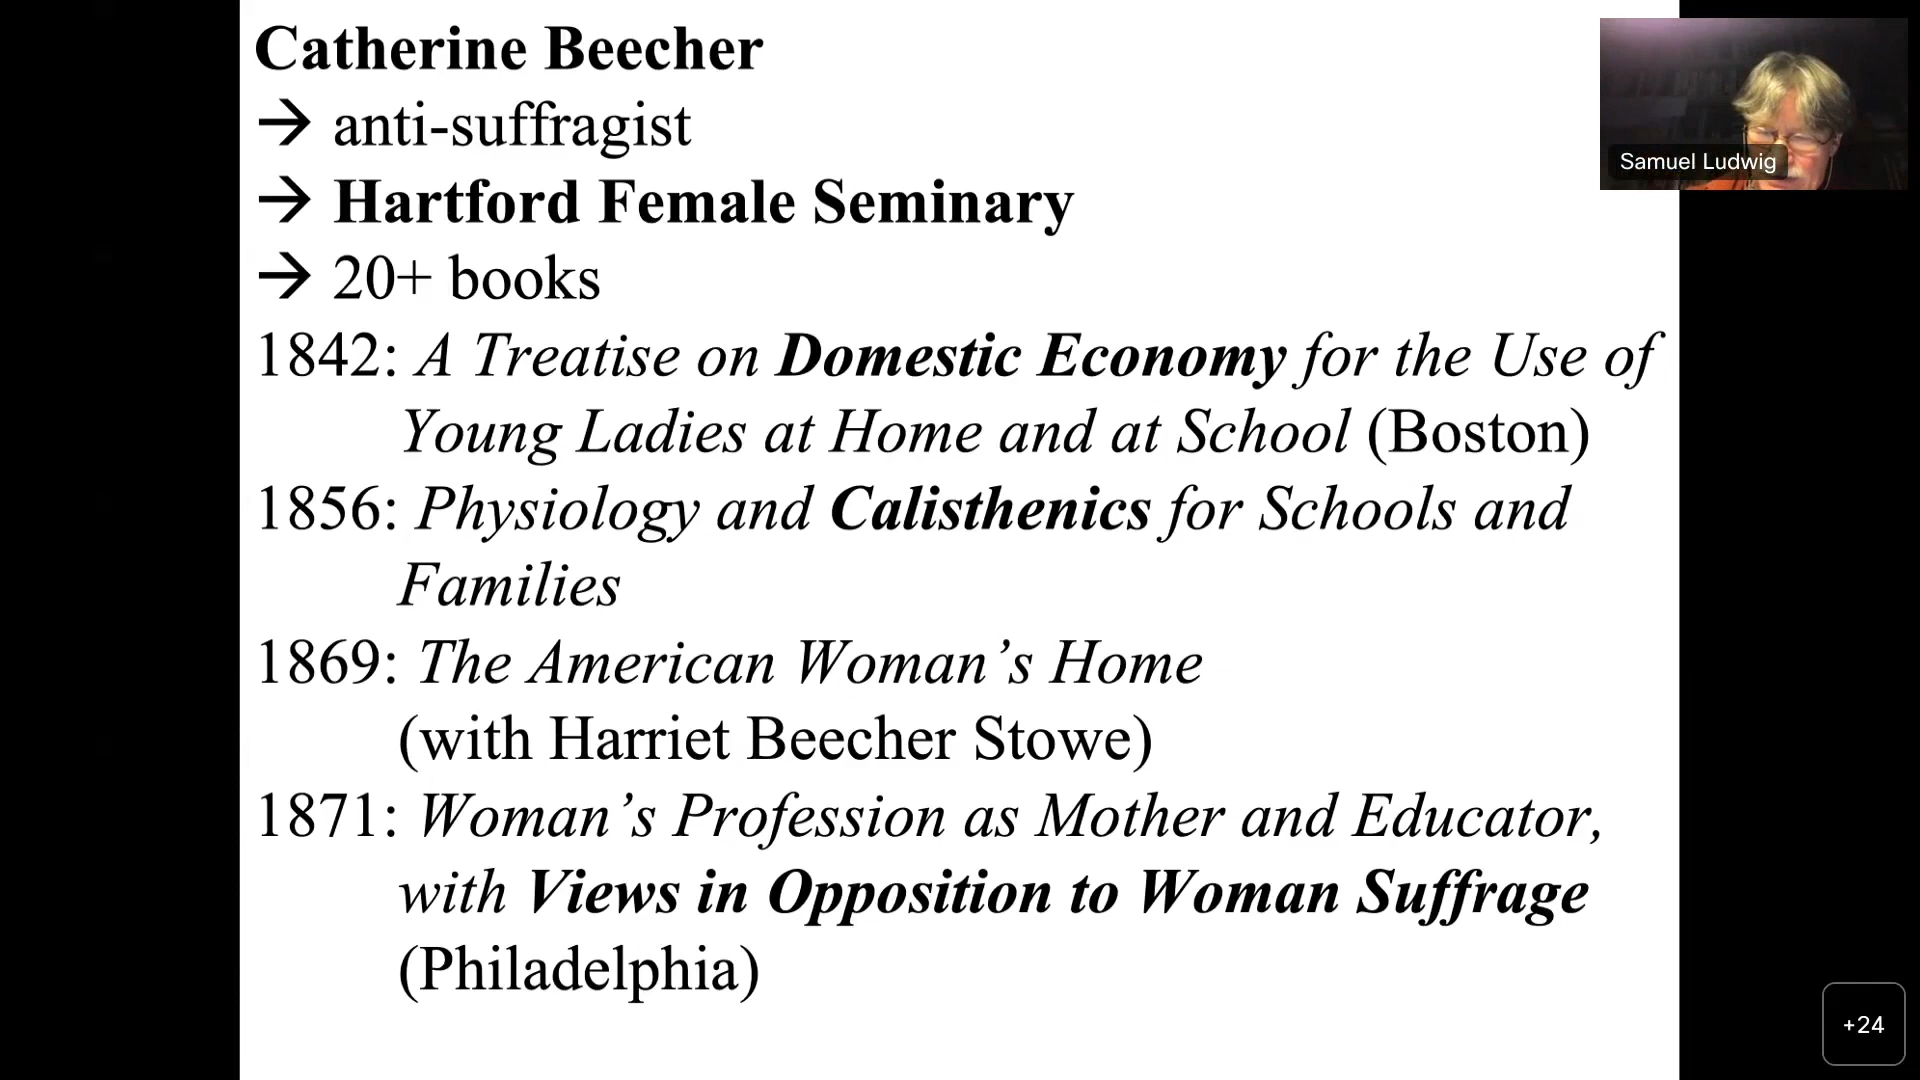 Catherine Beecher
→ anti-suffragist
→ Hartford Female Seminary
→ 20+ books
1842: A Treatise on Domestic Economy for the Use of
Young Ladies at Home and at School (Boston)
1856: Physiology and Calisthenics for Schools and
Families
1869: The American Woman’s Home
(with Harriet Beecher Stowe)
1871: Woman’s Profession as Mother and Educator,
with Views in Opposition to Woman Suffrage
(Philadelphia)
Samuel Ludwig
+24